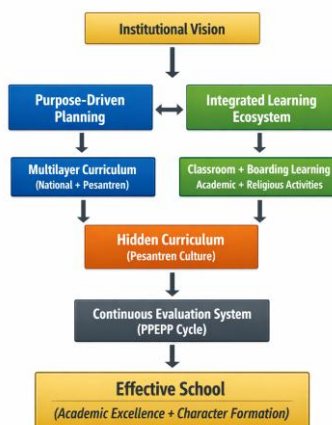 Institutional Vision
Purpose-Driven
Planning
Integrated Learning
Ecosystem
Multilayer Curriculum
(National + Pesantren)
Classroom + Boarding Learning
Academic + Religious Activities
Hidden Curriculum
(Pesantren Culture)
Continuous Evaluation System
(PPEPP Cycle)
Effective School
(Academic Excellence + Character Formation)